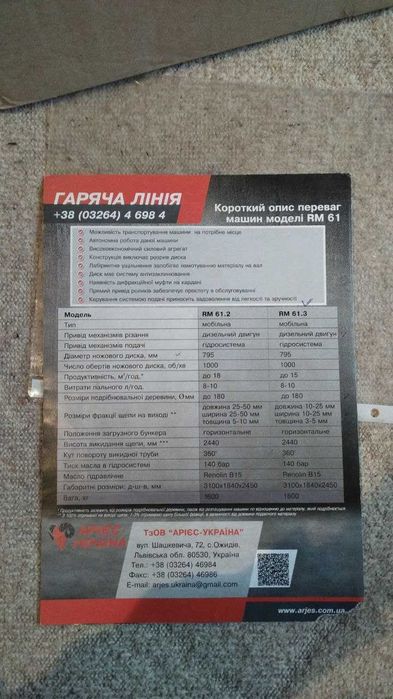 ГАРЯЧА ЛІНІЯ
+38 (03264) 4 698 4
Короткий опис переваг
машин моделі RM 61
Можливість транспортування машини на потрібне місце
Автономна робота даної машини
Високоекономічний силовий агрегат
Конструкція виключає розрив диска
Лабіринтне ущільнення запобігає намотуванню матеріалу на вал
Диск має систему антизаклинювання
Наявність дифракційної муфти на кардані
Прямий привід роликів забезпечує простоту в обслуговуванні
Керування системою подачі приносить задоволення від легкості та зручності
Модель RM 61.2 RM 61.3
Тип мобільна мобільна
Привід механізмів різання дизельний двигун дизельний двигун
Привід механізмів подачі гідросистема гідросистема
Діаметр ножового диска, мм 795 795
Число обертів ножового диска, об/хв 1000 1000
Продуктивність, м³/год.* до 18 до 15
Витрати пального л/год. 8-10 8-10
Розміри подрібнювальної деревини, Ø мм до 180 до 180
Розміри фракції щепи на виході ** довжина 25-50 мм ширина 25-50 мм товщина 5-10 мм довжина 10-25 мм ширина 10-25 мм товщина 3-5 мм
Положення загрузного бункера горизонтальне горизонтальне
Висота викидання щепи, мм *** 2440 2440
Кут повороту викидної труби 360° 360°
Тиск масла в гідросистемі 140 бар 140 бар
Масло гідравлічне Renolin B15 Renolin B15
Габаритні розміри: д-ш-в, мм 3100х1840х2450 3100х1840х2450
Вага, кг 1600 1600
АРІЄС-
УКРАЇНА
ТзОВ "АРІЄС-УКРАЇНА"
вул. Шашкевича, 72, с.Ожидів,
Львівська обл. 80530, Україна
Тел.: +38 (03264) 46984
Факс: +38 (03264) 46986
E-mail: arjes.ukraina@gmail.com
www.arjes.com.ua